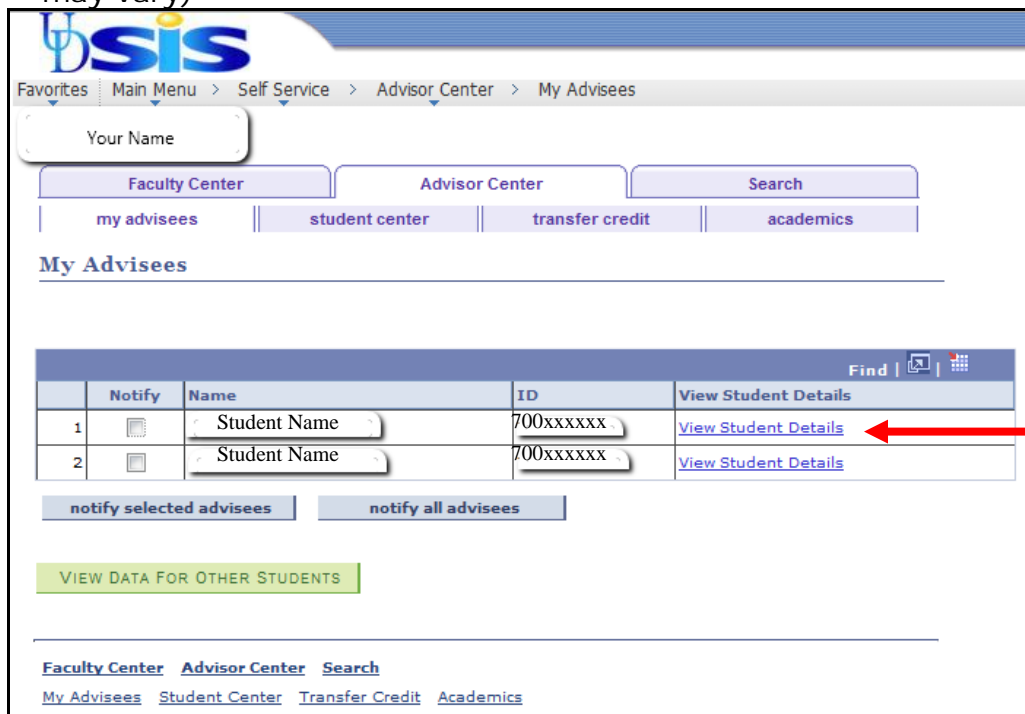 may vary)
UDSIS
Favorites Main Menu > Self Service > Advisor Center > My Advisees
Your Name
Faculty Center Advisor Center Search
my advisees student center transfer credit academics
My Advisees
Find | |
Notify Name ID View Student Details
1 Student Name 700xxxxxx View Student Details
2 Student Name 700xxxxxx View Student Details
notify selected advisees notify all advisees
VIEW DATA FOR OTHER STUDENTS
Faculty Center Advisor Center Search
My Advisees Student Center Transfer Credit Academics